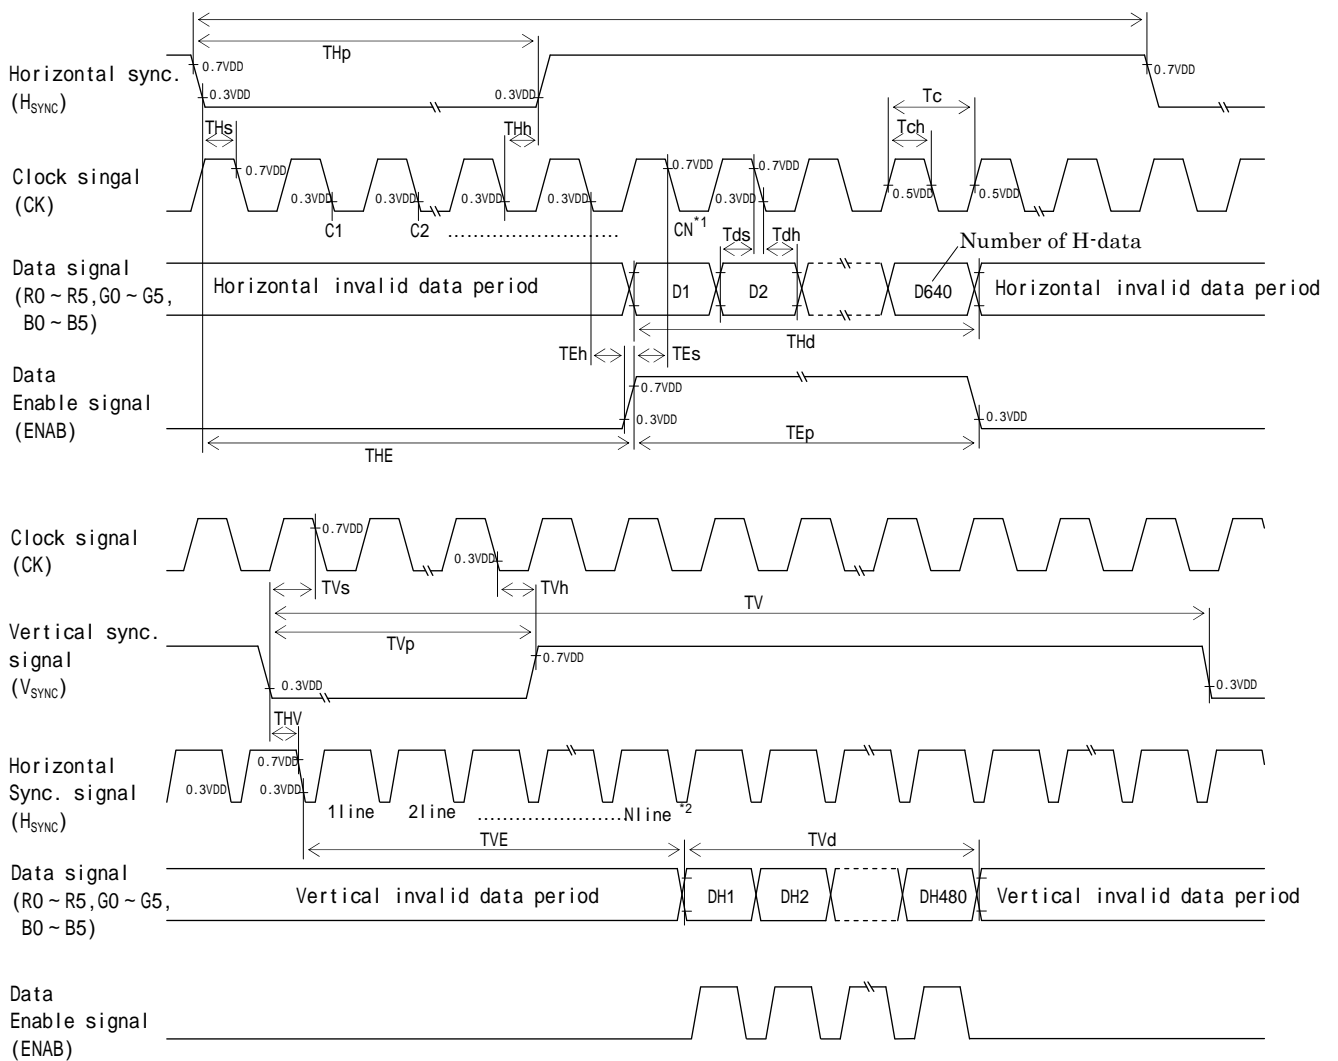 THp
Horizontal sync.
(HSYNC)
0.7VDD
0.3VDD
0.3VDD
0.7VDD
THs
THh
Tc
Tch
Clock singal
(CK)
0.7VDD
0.3VDD
0.3VDD
0.3VDD
0.3VDD
0.7VDD
0.7VDD
0.3VDD
0.5VDD
0.5VDD
C1
C2
CN*1
Tds
Tdh
Number of H-data
Data signal
(R0~R5,G0~G5,
B0~B5)
Horizontal invalid data period
D1
D2
D640
Horizontal invalid data period
THd
TEh
TEs
Data
Enable signal
(ENAB)
0.7VDD
0.3VDD
0.3VDD
THE
TEp
Clock signal
(CK)
0.7VDD
0.3VDD
TVs
TVh
TV
Vertical sync.
signal
(VSYNC)
TVp
0.3VDD
0.7VDD
0.3VDD
THV
Horizontal
Sync. signal
(HSYNC)
0.3VDD
0.7VDD
0.3VDD
1line
2line
Nline*2
TVE
TVd
Data signal
(R0~R5,G0~G5,
B0~B5)
Vertical invalid data period
DH1
DH2
DH480
Vertical invalid data period
Data
Enable signal
(ENAB)